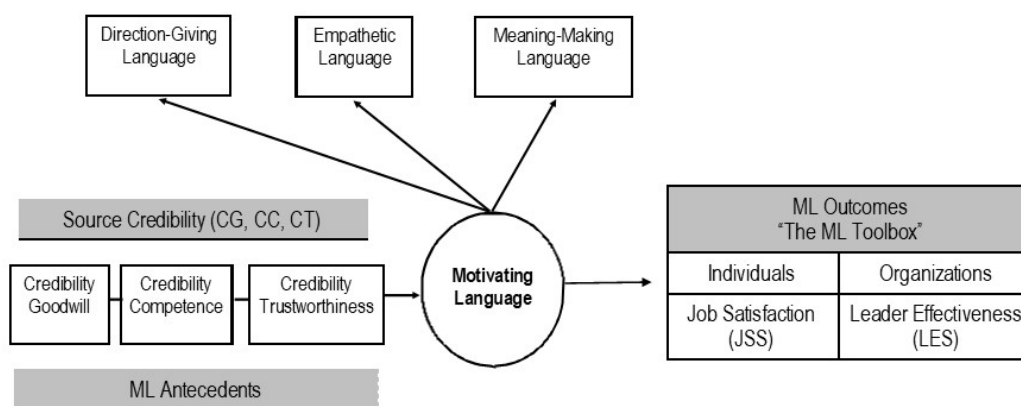 Direction-Giving
Language
Empathetic
Language
Meaning-Making
Language
Source Credibility (CG, CC, CT)
Credibility
Goodwill
Credibility
Competence
Credibility
Trustworthiness
ML Antecedents
Motivating
Language
ML Outcomes
“The ML Toolbox”
Individuals
Organizations
Job Satisfaction
(JSS)
Leader Effectiveness
(LES)